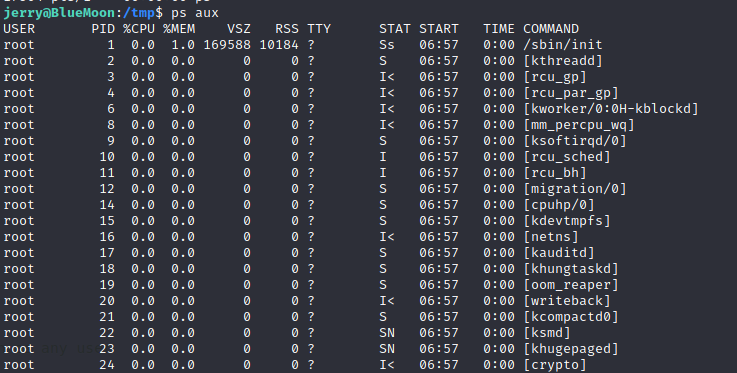 jerry@BlueMoon:/tmp$ ps aux
USER PID %CPU %MEM VSZ RSS TTY STAT START TIME COMMAND
root 1 0.0 1.0 169588 10184 ? Ss 06:57 0:00 /sbin/init
root 2 0.0 0.0 0 0 ? S 06:57 0:00 [kthreadd]
root 3 0.0 0.0 0 0 ? I< 06:57 0:00 [rcu_gp]
root 4 0.0 0.0 0 0 ? I< 06:57 0:00 [rcu_par_gp]
root 6 0.0 0.0 0 0 ? I< 06:57 0:00 [kworker/0:0H-kblockd]
root 8 0.0 0.0 0 0 ? I< 06:57 0:00 [mm_percpu_wq]
root 9 0.0 0.0 0 0 ? S 06:57 0:00 [ksoftirqd/0]
root 10 0.0 0.0 0 0 ? I 06:57 0:00 [rcu_sched]
root 11 0.0 0.0 0 0 ? I 06:57 0:00 [rcu_bh]
root 12 0.0 0.0 0 0 ? S 06:57 0:00 [migration/0]
root 14 0.0 0.0 0 0 ? S 06:57 0:00 [cpuhp/0]
root 15 0.0 0.0 0 0 ? S 06:57 0:00 [kdevtmpfs]
root 16 0.0 0.0 0 0 ? I< 06:57 0:00 [netns]
root 17 0.0 0.0 0 0 ? S 06:57 0:00 [kauditd]
root 18 0.0 0.0 0 0 ? S 06:57 0:00 [khungtaskd]
root 19 0.0 0.0 0 0 ? S 06:57 0:00 [oom_reaper]
root 20 0.0 0.0 0 0 ? I< 06:57 0:00 [writeback]
root 21 0.0 0.0 0 0 ? S 06:57 0:00 [kcompactd0]
root 22 0.0 0.0 0 0 ? SN 06:57 0:00 [ksmd]
root 23 0.0 0.0 0 0 ? SN 06:57 0:00 [khugepaged]
root 24 0.0 0.0 0 0 ? I< 06:57 0:00 [crypto]